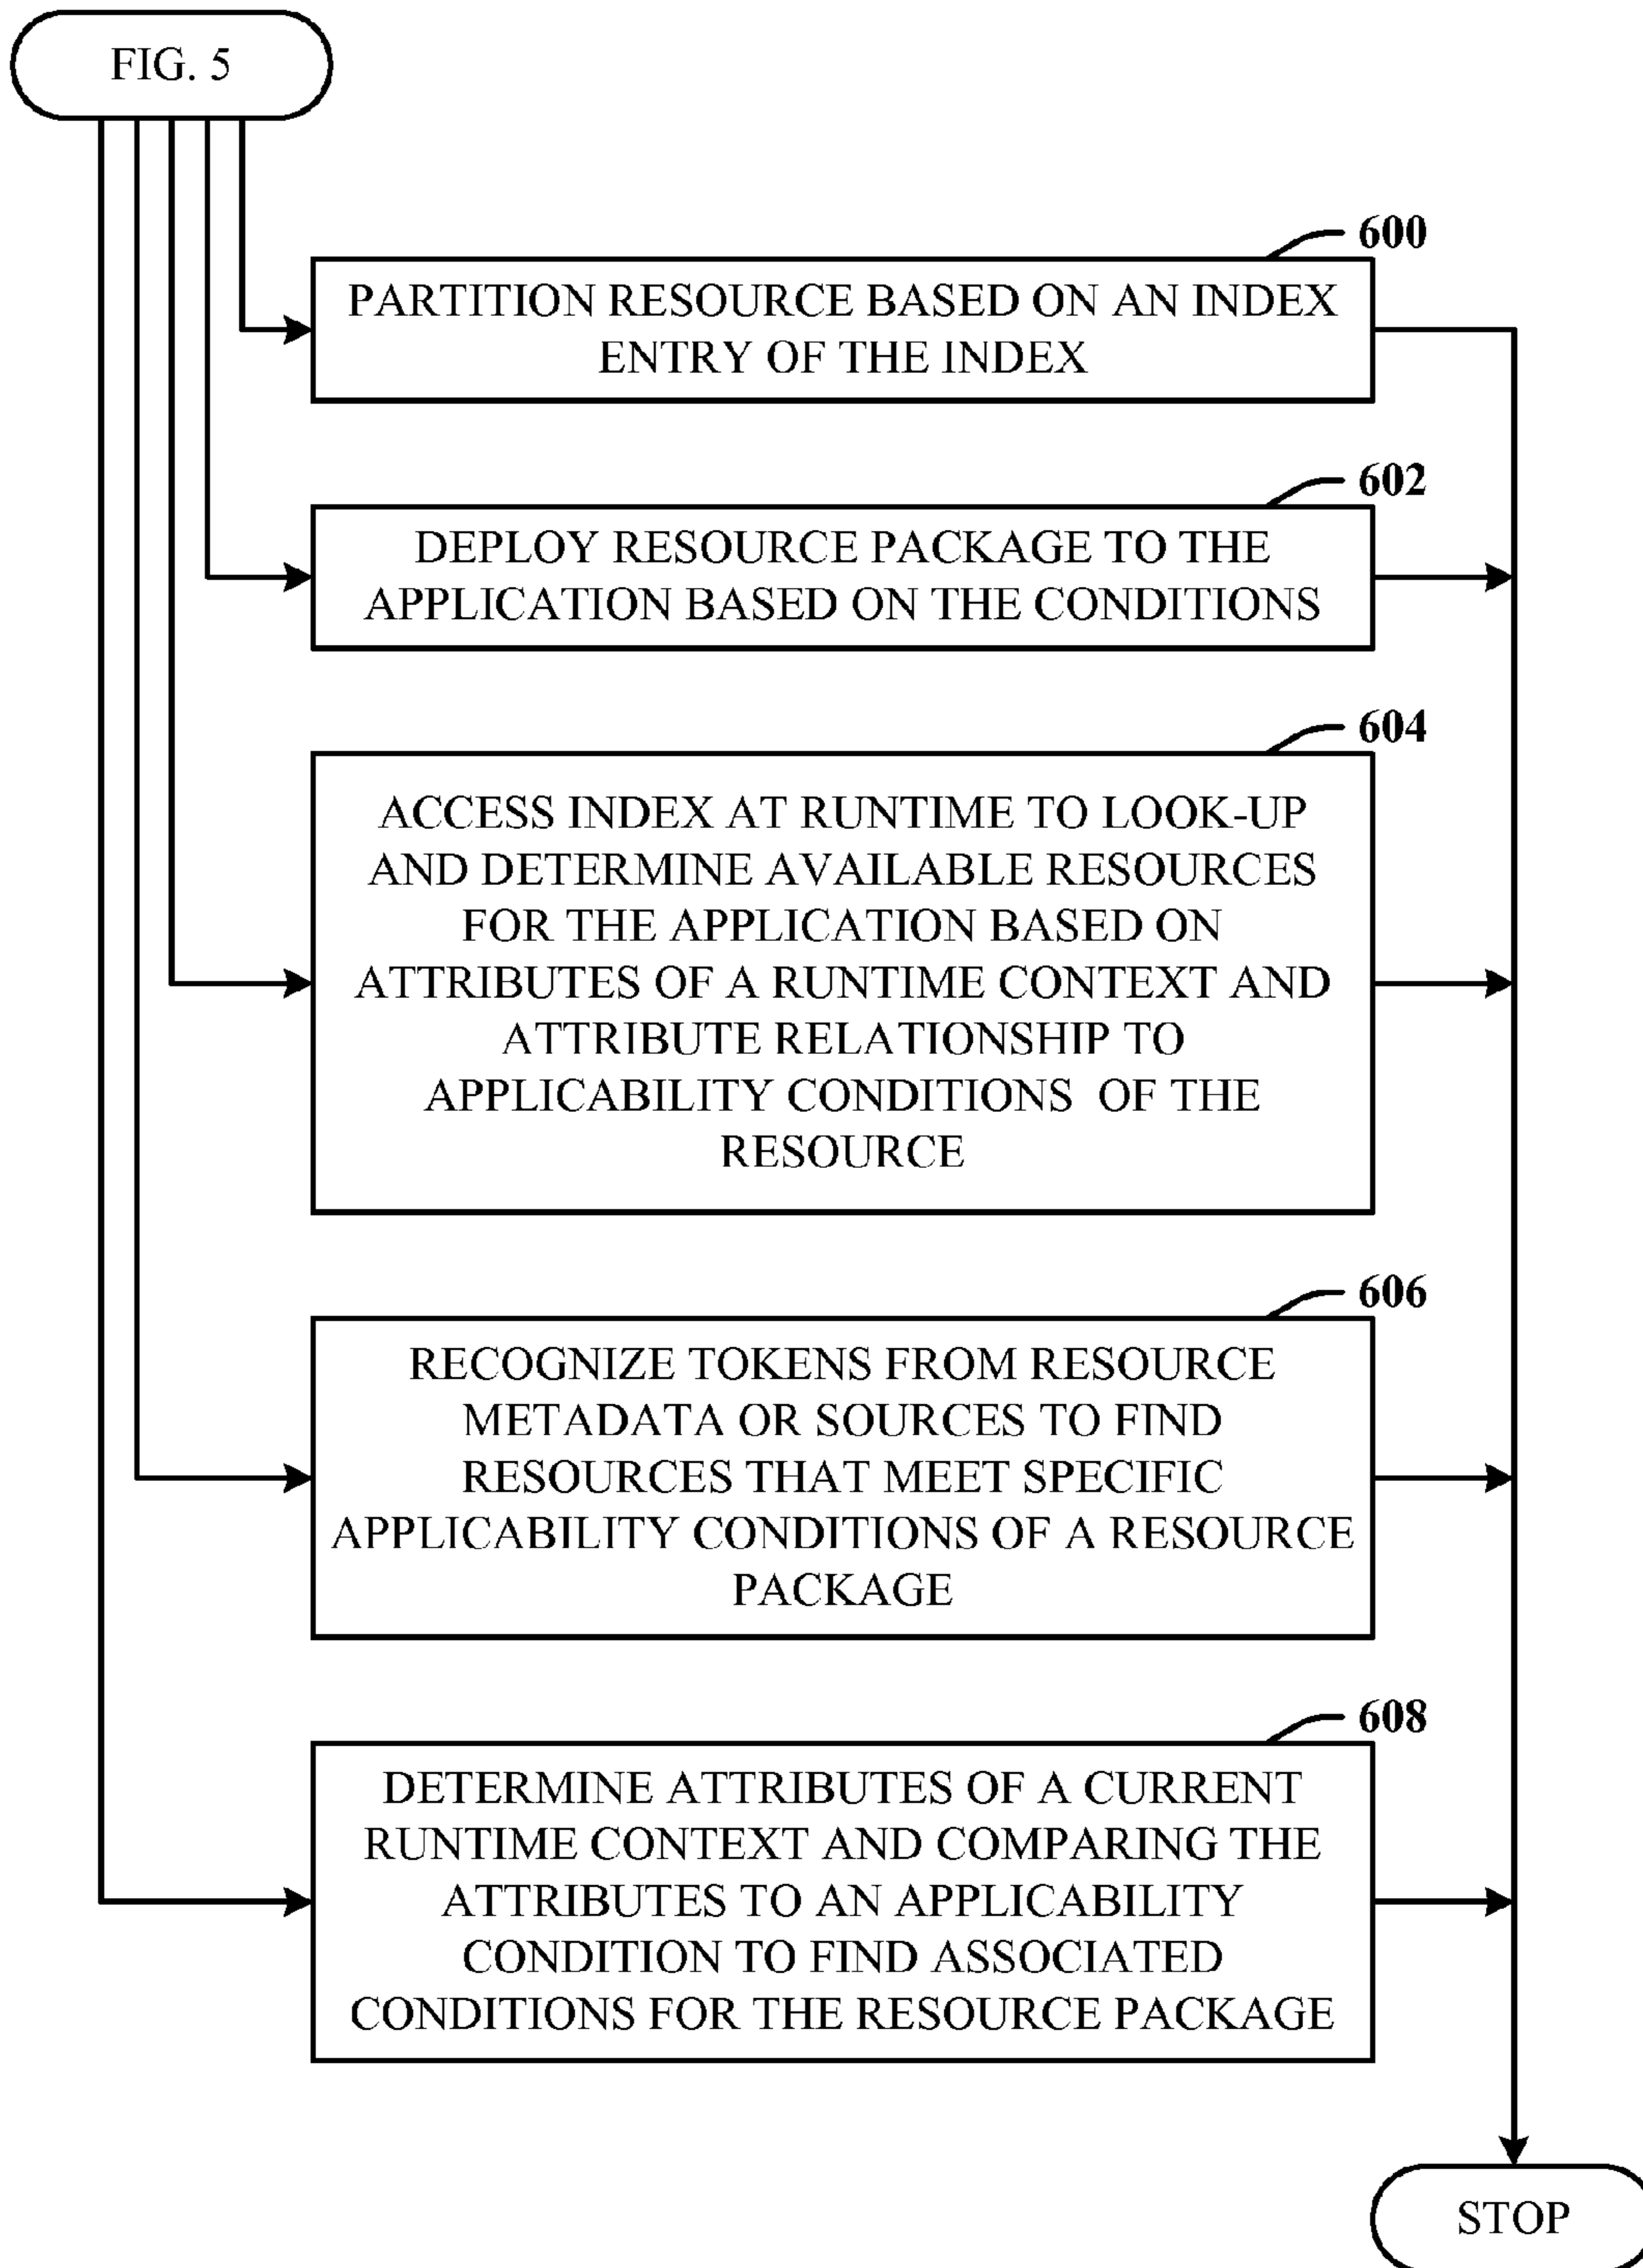 FIG. 5
600
PARTITION RESOURCE BASED ON AN INDEX
ENTRY OF THE INDEX
602
DEPLOY RESOURCE PACKAGE TO THE
APPLICATION BASED ON THE CONDITIONS
604
ACCESS INDEX AT RUNTIME TO LOOK-UP
AND DETERMINE AVAILABLE RESOURCES
FOR THE APPLICATION BASED ON
ATTRIBUTES OF A RUNTIME CONTEXT AND
ATTRIBUTE RELATIONSHIP TO
APPLICABILITY CONDITIONS OF THE
RESOURCE
606
RECOGNIZE TOKENS FROM RESOURCE
METADATA OR SOURCES TO FIND
RESOURCES THAT MEET SPECIFIC
APPLICABILITY CONDITIONS OF A RESOURCE
PACKAGE
608
DETERMINE ATTRIBUTES OF A CURRENT
RUNTIME CONTEXT AND COMPARING THE
ATTRIBUTES TO AN APPLICABILITY
CONDITION TO FIND ASSOCIATED
CONDITIONS FOR THE RESOURCE PACKAGE
STOP